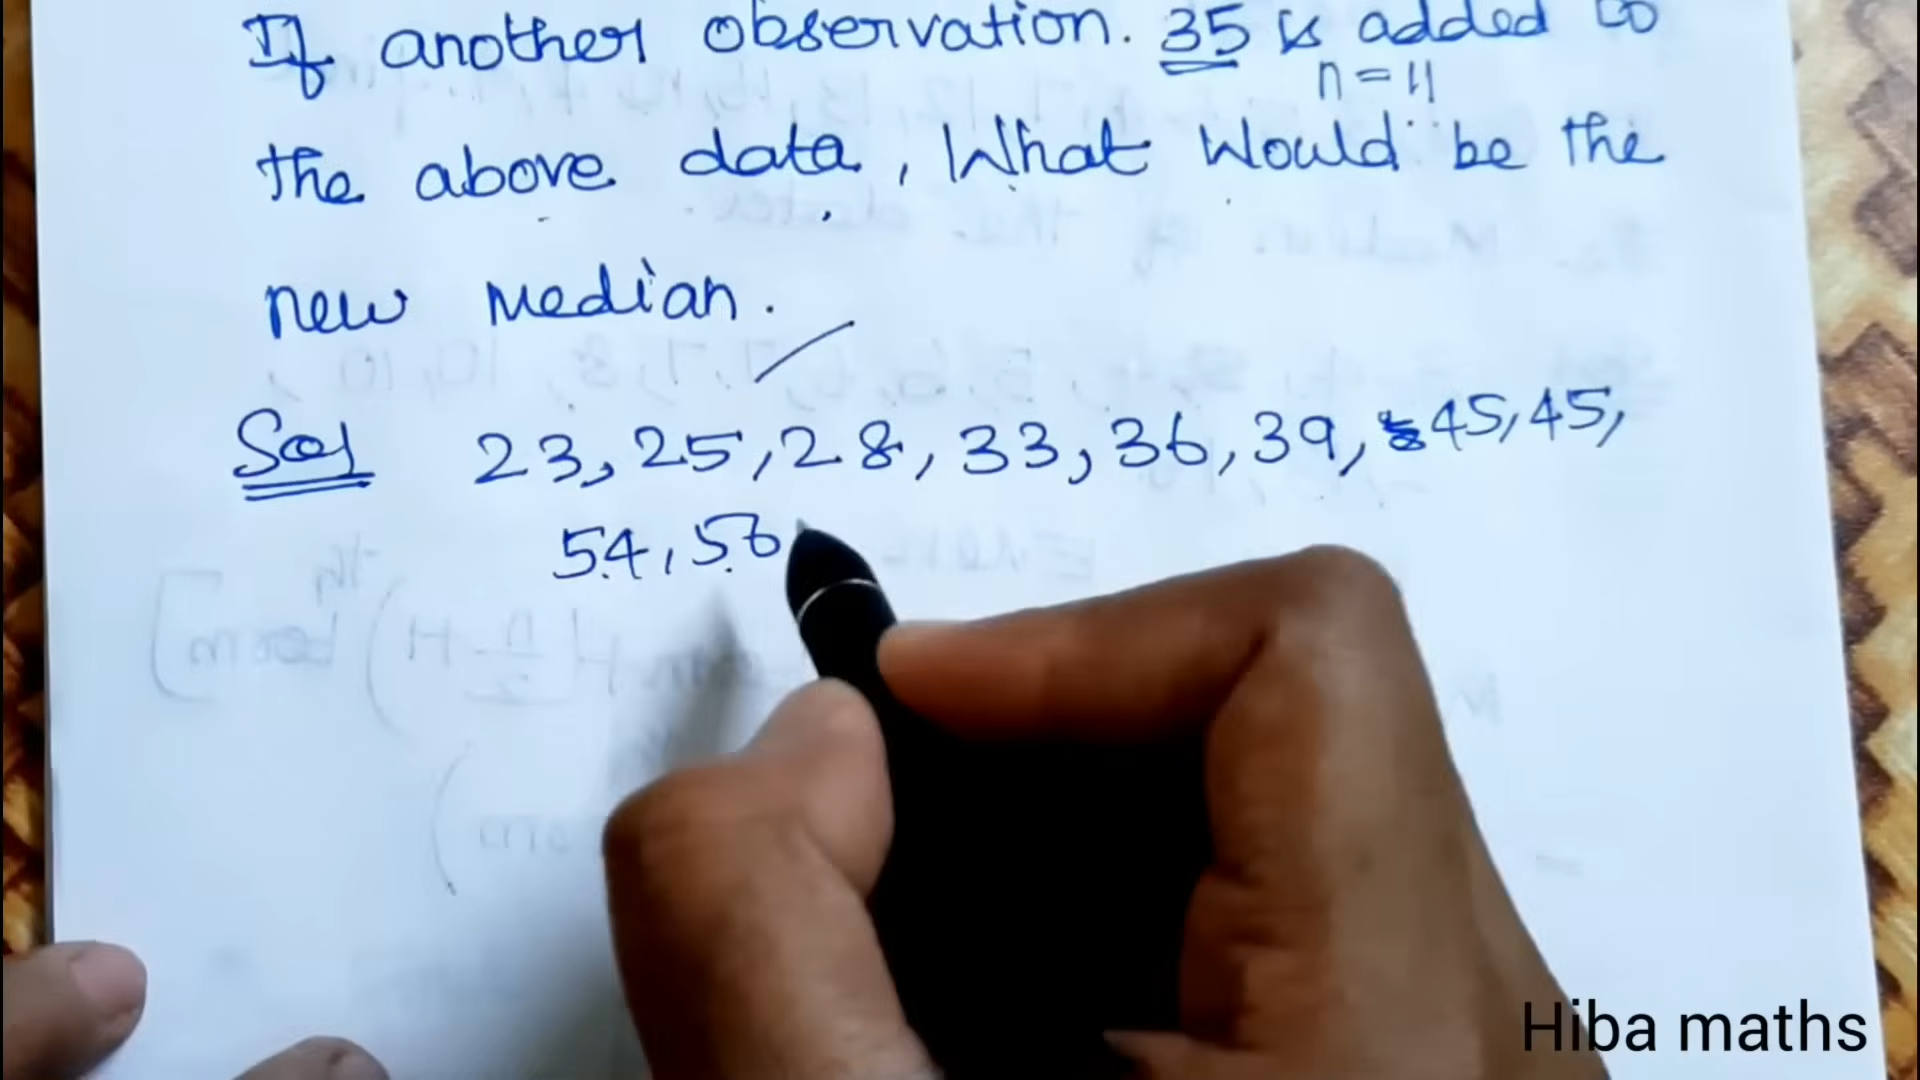 If another observation. 35 is added to
n = 11
the above data, What Would be the
new Median.
Sol 23, 25, 28, 33, 36, 39, 45, 45,
54, 56
Hiba maths